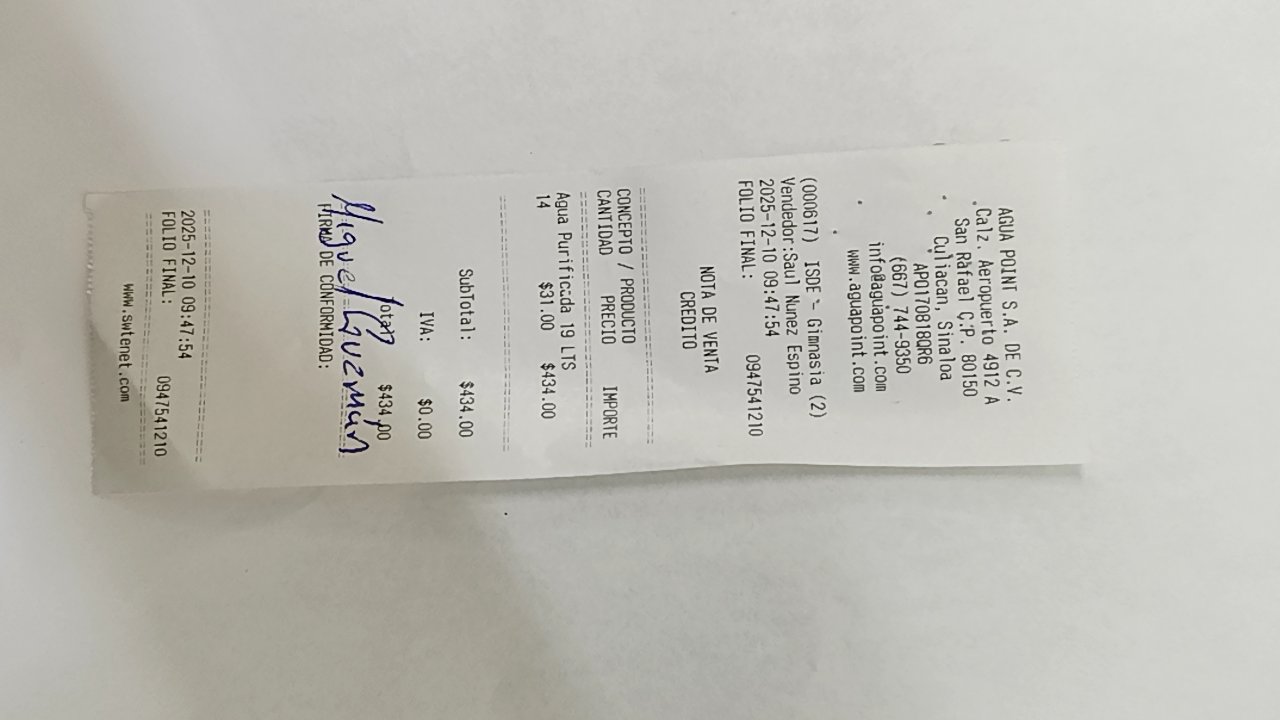 AGUA POINT S.A. DE C.V.
Calz. Aeropuerto 4912 A
San Rafael C.P. 80150
Culiacan, Sinaloa
APO170818QR6
(667) 744-9350
info@aguapoint.com
www.aguapoint.com
(000617) ISDE - Gimnasia (2)
Vendedor:Saul Nunez Espino
2025-12-10 09:47:54
FOLIO FINAL: 0947541210
NOTA DE VENTA
CREDITO
CONCEPTO / PRODUCTO
CANTIDAD PRECIO IMPORTE
Agua Purificada 19 LTS
14 $31.00 $434.00
SubTotal: $434.00
IVA: $0.00
Total: $434.00
Miguel Guzmán
FIRMA DE CONFORMIDAD:
2025-12-10 09:47:54
FOLIO FINAL: 0947541210
www.swtenet.com